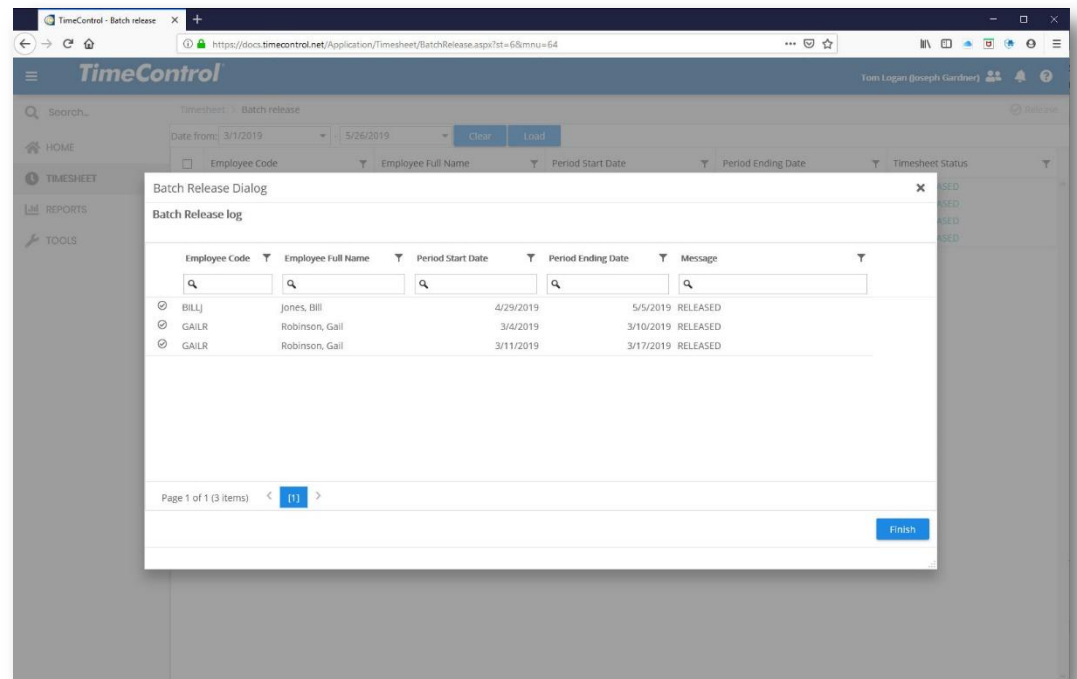 TimeControl - Batch release
https://docs.timecontrol.net/Application/Timesheet/BatchRelease.aspx?st=6&mnu=64
TimeControl
Tom Logan (Joseph Gardner)
Search...
Timesheet > Batch release
Release
Date from: 3/1/2019 - 5/26/2019 Clear Load
HOME
Employee Code Employee Full Name Period Start Date Period Ending Date Timesheet Status
TIMESHEET
Batch Release Dialog
ASED
REPORTS
Batch Release log
ASED
ASED
TOOLS
ASED
Employee Code Employee Full Name Period Start Date Period Ending Date Message
BILLJ Jones, Bill 4/29/2019 5/5/2019 RELEASED
GAILR Robinson, Gail 3/4/2019 3/10/2019 RELEASED
GAILR Robinson, Gail 3/11/2019 3/17/2019 RELEASED
Page 1 of 1 (3 items) < [1] >
Finish